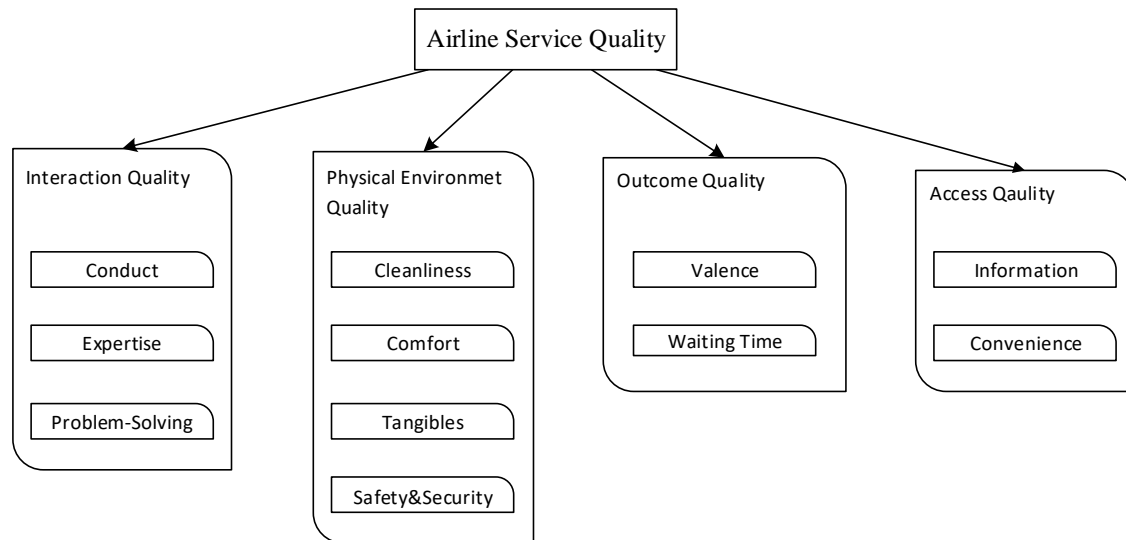 Airline Service Quality
Interaction Quality
Conduct
Expertise
Problem-Solving
Physical Environmet
Quality
Cleanliness
Comfort
Tangibles
Safety&Security
Outcome Quality
Valence
Waiting Time
Access Qaulity
Information
Convenience